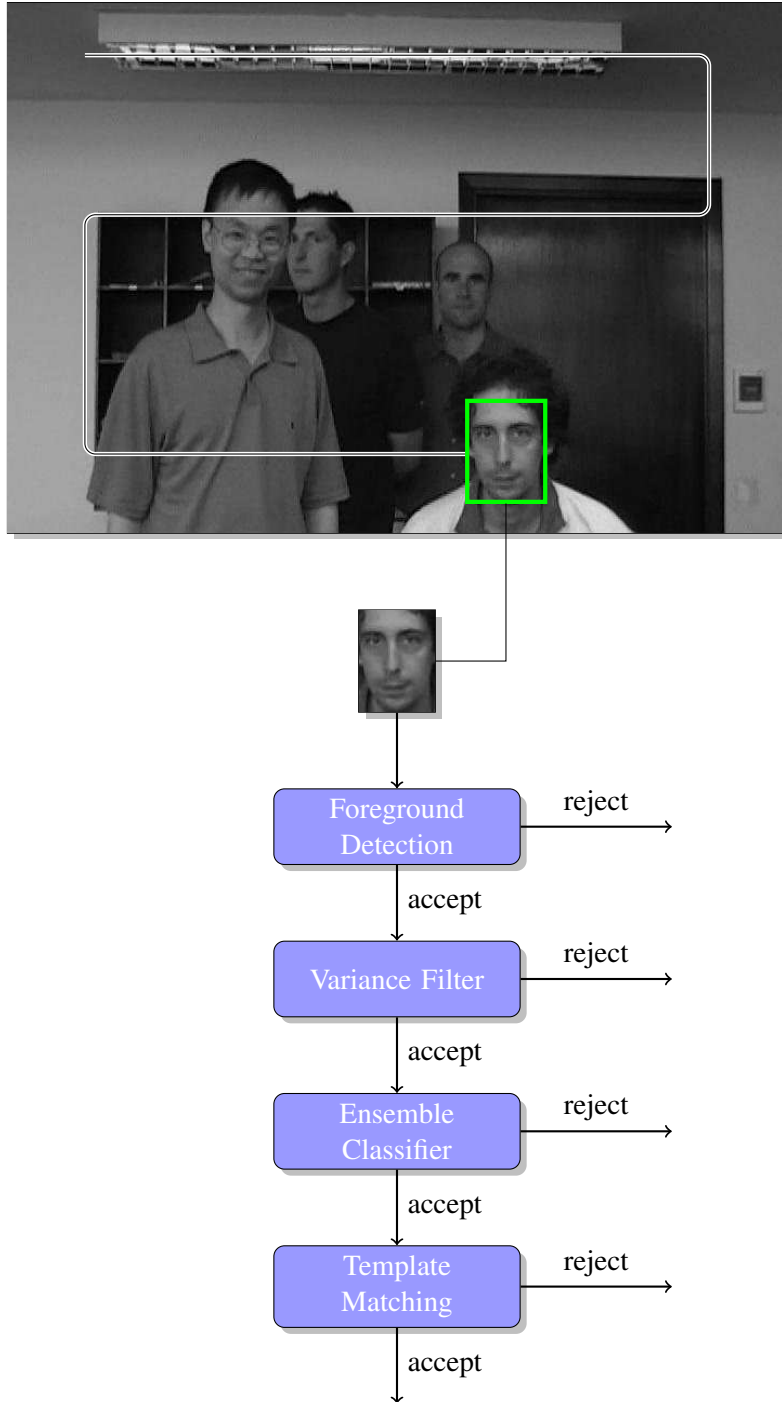 Foreground
Detection
reject
accept
Variance Filter
reject
accept
Ensemble
Classifier
reject
accept
Template
Matching
reject
accept